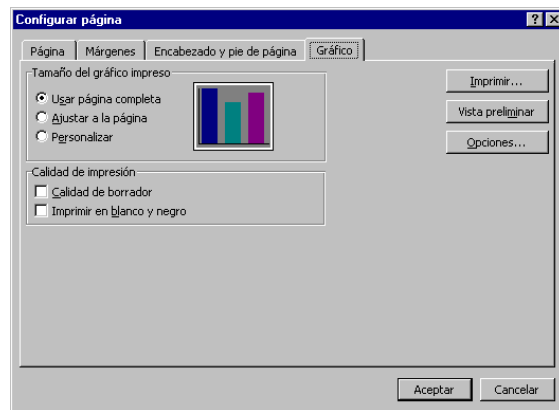 Configurar página
Página Márgenes Encabezado y pie de página Gráfico
Tamaño del gráfico impreso
Usar página completa
Ajustar a la página
Personalizar
Imprimir...
Vista preliminar
Opciones...
Calidad de impresión
Calidad de borrador
Imprimir en blanco y negro
Aceptar Cancelar